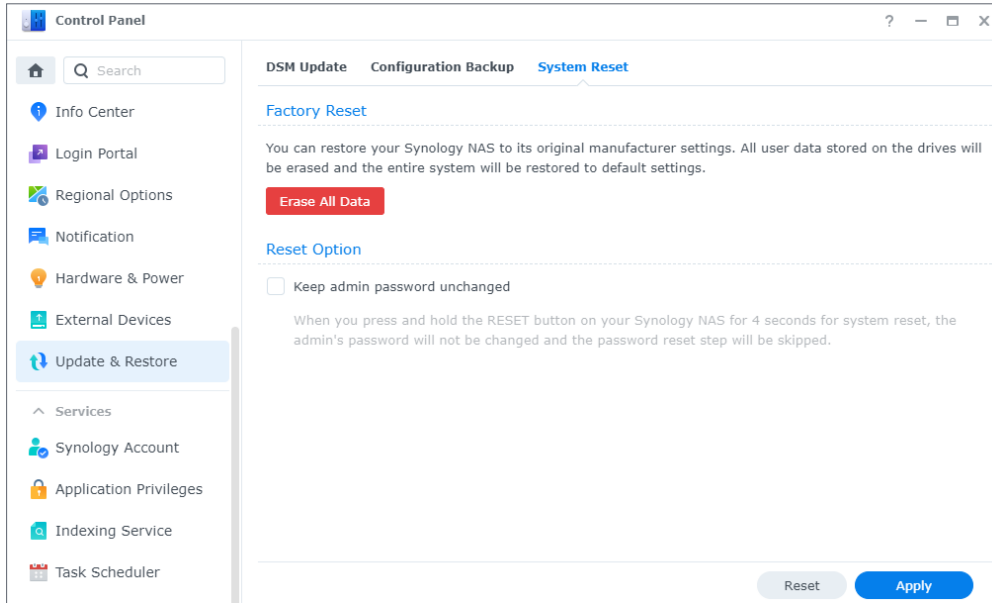 Control Panel
?
Search
Info Center
Login Portal
Regional Options
Notification
Hardware & Power
External Devices
Update & Restore
Services
Synology Account
Application Privileges
Indexing Service
Task Scheduler
DSM Update Configuration Backup System Reset
Factory Reset
You can restore your Synology NAS to its original manufacturer settings. All user data stored on the drives will
be erased and the entire system will be restored to default settings.
Erase All Data
Reset Option
Keep admin password unchanged
When you press and hold the RESET button on your Synology NAS for 4 seconds for system reset, the
admin's password will not be changed and the password reset step will be skipped.
Reset Apply